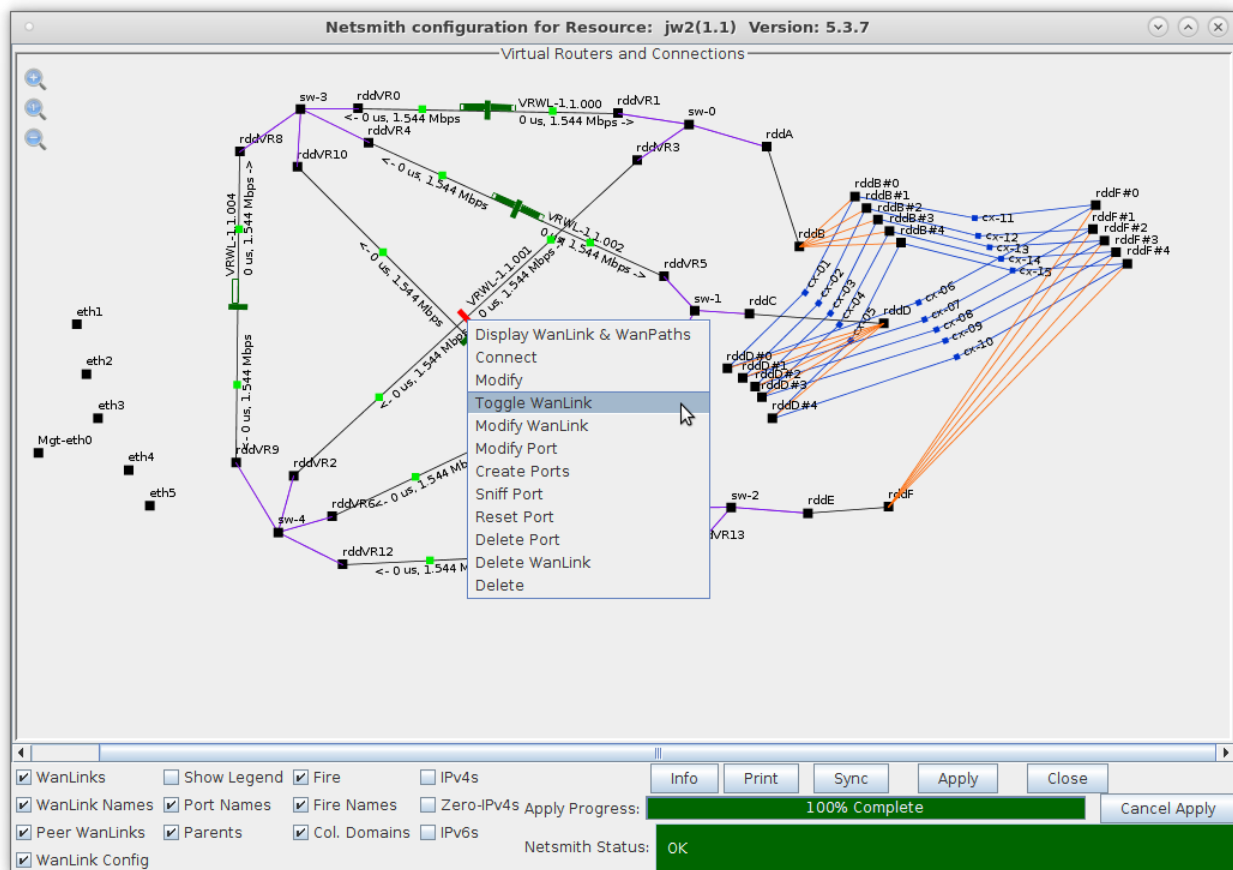 Netsmith configuration for Resource:  jw2(1.1)  Version: 5.3.7
Virtual Routers and Connections
sw-3
rddVR0
VRWL-1.1.000
rddVR1
<- 0 us, 1.544 Mbps
0 us, 1.544 Mbps ->
sw-0
rddVR4
rddA
rddVR8
rddVR10
rddVR3
<- 0 us, 1.544 Mbps
VRWL-1.1.004
0 us, 1.544 Mbps ->
<- 0 us, 1.544 Mbps
VRWL-1.1.002
0 us, 1.544 Mbps ->
<- 0 us, 1.544 Mbps
VRWL-1.1.001
0 us, 1.544 Mbps ->
<- 0 us, 1.544 Mbps
rddB#0
rddB#1
rddB#2
rddB#3
rddB#4
rddB
rddF#0
rddF#1
rddF#2
rddF#3
rddF#4
cx-11
cx-12
cx-13
cx-14
cx-15
cx-01
cx-02
cx-03
cx-04
cx-05
cx-06
cx-07
cx-08
cx-09
cx-10
rddVR5
sw-1
rddC
rddD
rddD#0
rddD#1
rddD#2
rddD#3
rddD#4
eth1
eth2
eth3
Mgt-eth0
eth4
eth5
rddVR9
rddVR2
rddVR6
<- 0 us, 1.544 Mb
sw-4
rddVR12
<- 0 us, 1.544 M
sw-2
rddE
rddF
VR13
Display WanLink & WanPaths
Connect
Modify
Toggle WanLink
Modify WanLink
Modify Port
Create Ports
Sniff Port
Reset Port
Delete Port
Delete WanLink
Delete
WanLinks
Show Legend
Fire
IPv4s
Info
Print
Sync
Apply
Close
WanLink Names
Port Names
Fire Names
Zero-IPv4s
Apply Progress:
100% Complete
Cancel Apply
Peer WanLinks
Parents
Col. Domains
IPv6s
Netsmith Status:
OK
WanLink Config